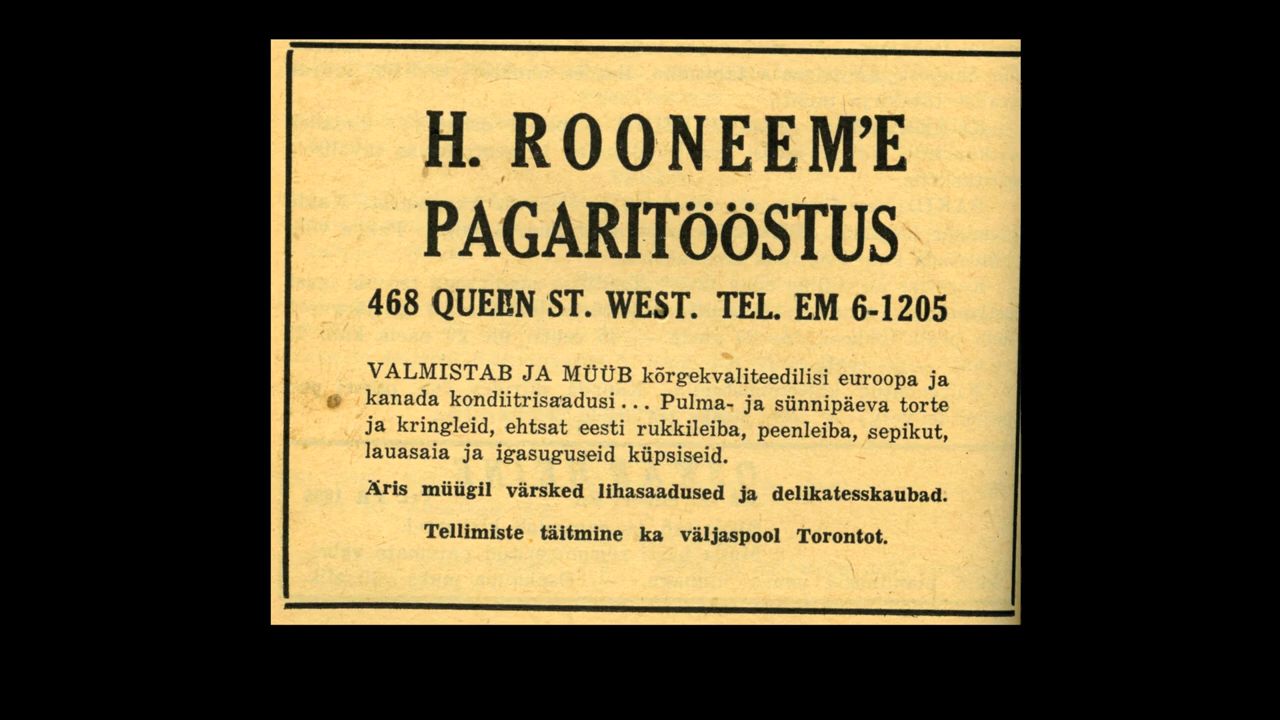 H. ROONEEM'E
PAGARITÖÖSTUS
468 QUEEN ST. WEST. TEL. EM 6-1205
VALMISTAB JA MÜÜB kõrgekvaliteedilisi euroopa ja
kanada kondiitrisaadusi... Pulma- ja sünnipäeva torte
ja kringleid, ehtsat eesti rukkileiba, peenleiba, sepikut,
lauasaia ja igasuguseid küpsiseid.
Äris müügil värsked lihasaadused ja delikatesskaubad.
Tellimiste täitmine ka väljaspool Torontot.